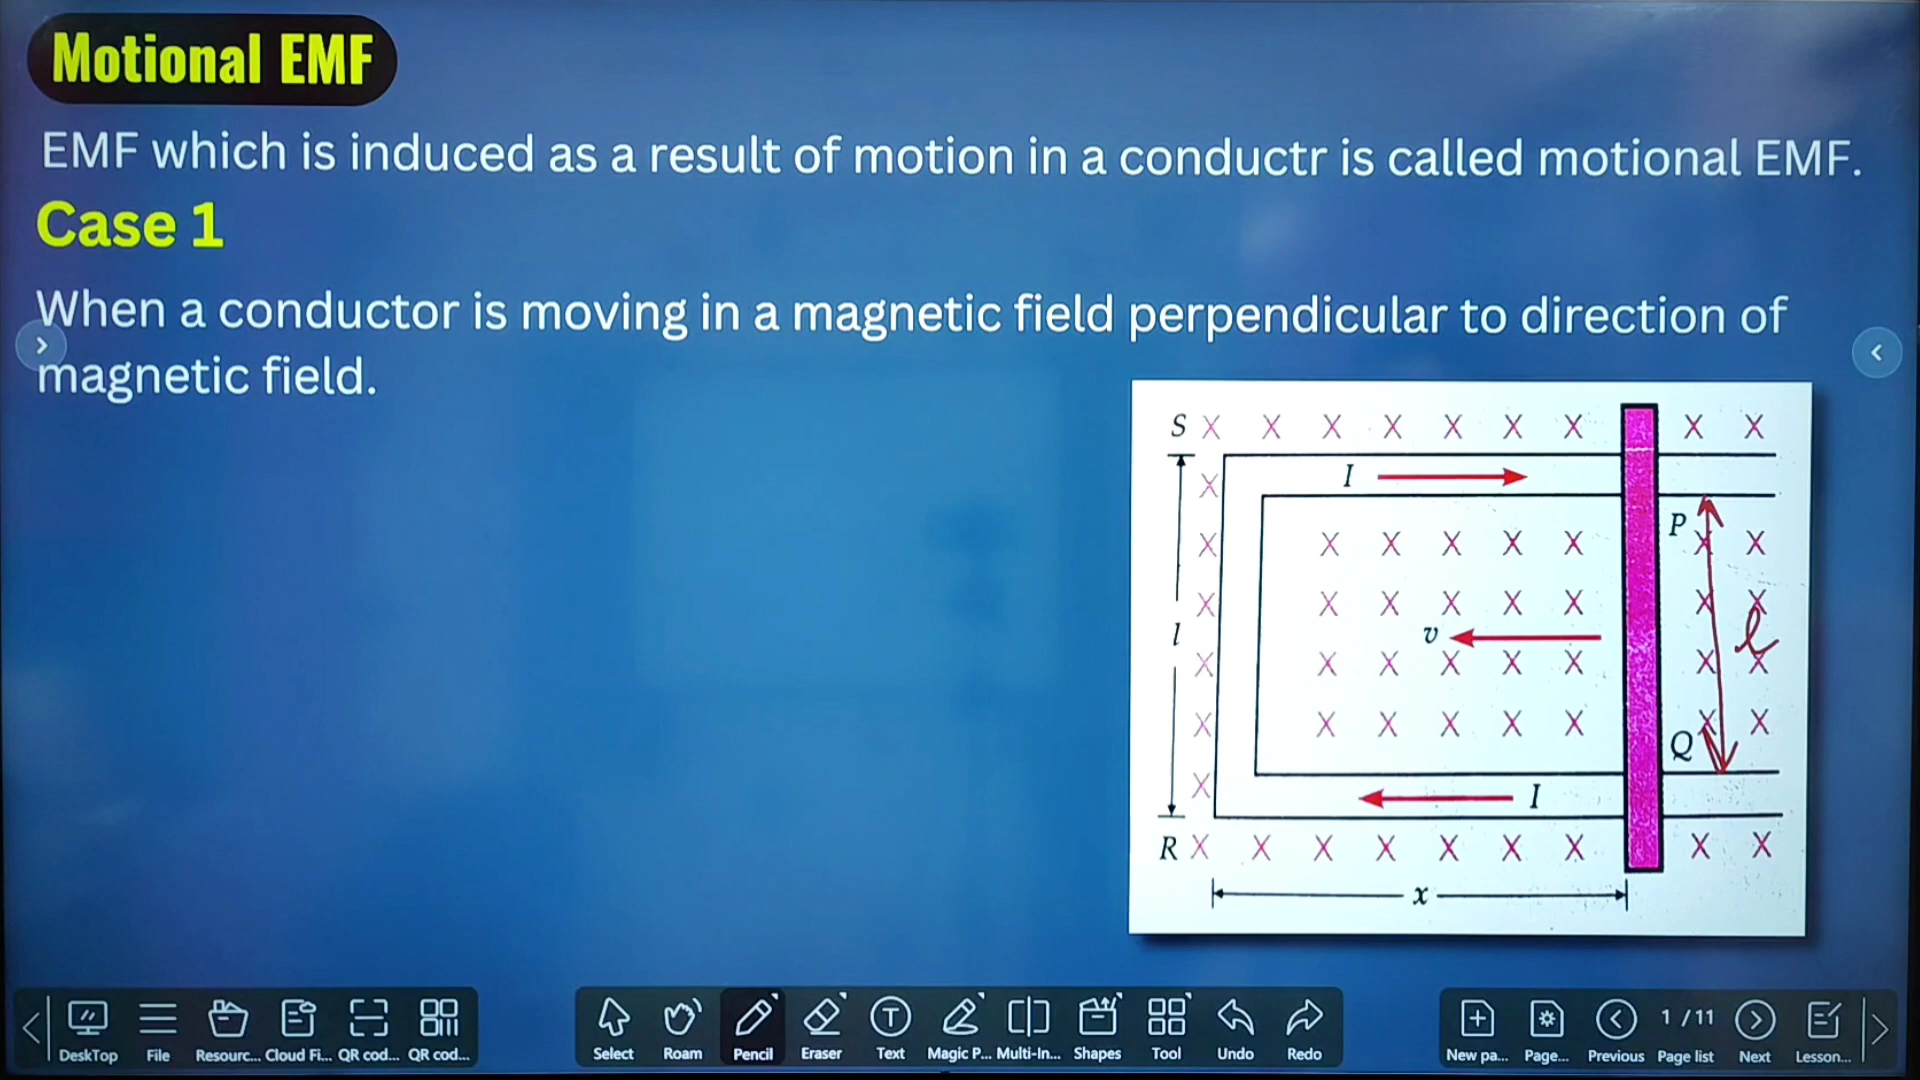 Motional EMF
EMF which is induced as a result of motion in a conductr is called motional EMF.
Case 1
When a conductor is moving in a magnetic field perpendicular to direction of
magnetic field.
S X X X X X X X X X
X I
P
X X X X X X X X
X X X X X X X X
v
l
ℓ
X X X X X X X X
X X X X X X X X
Q
X I
R X X X X X X X X X
x
DeskTop File Resourc... Cloud Fi... QR cod... QR cod... Select Roam Pencil Eraser Text Magic P... Multi-In... Shapes Tool Undo Redo New pa... Page... Previous 1 /11 Page list Next Lesson...